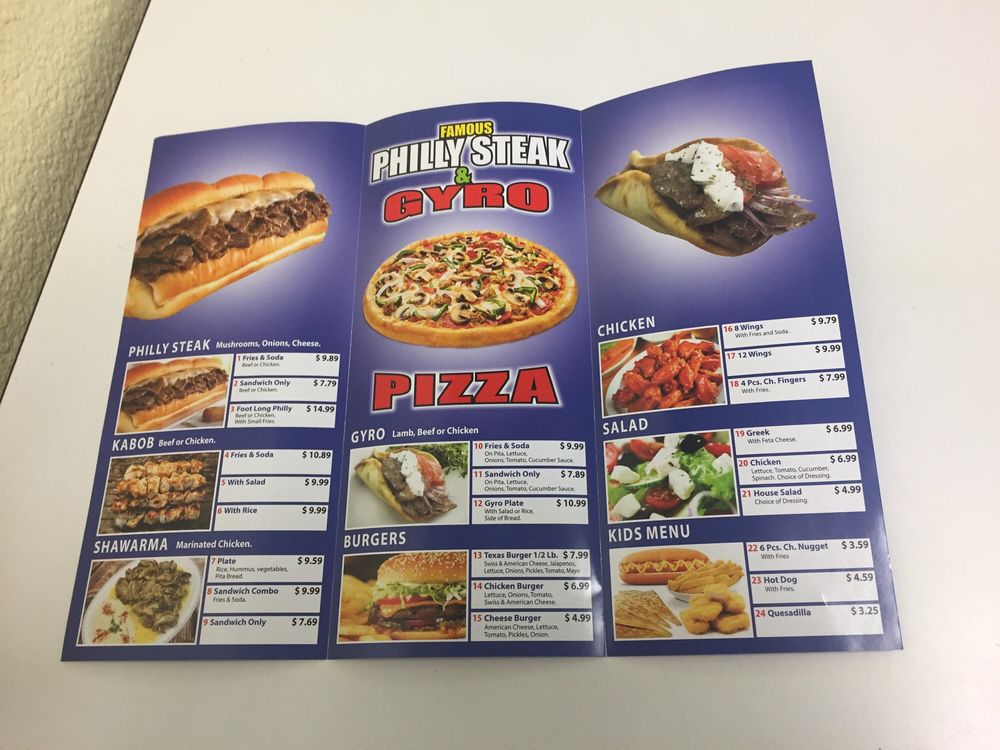 FAMOUS
PHILLY STEAK
&
GYRO
PIZZA
PHILLY STEAK Mushrooms, Onions, Cheese.
1 Fries & Soda $ 9.89
Beef or Chicken.
2 Sandwich Only $ 7.79
Beef or Chicken.
3 Foot Long Philly $ 14.99
Beef or Chicken,
With Small Fries.
KABOB Beef or Chicken.
4 Fries & Soda $ 10.89
5 With Salad $ 9.99
6 With Rice $ 9.99
SHAWARMA Marinated Chicken.
7 Plate $ 9.59
Rice, Hummus, vegetables,
Pita Bread.
8 Sandwich Combo $ 9.99
Fries & Soda.
9 Sandwich Only $ 7.69
GYRO Lamb, Beef or Chicken
10 Fries & Soda $ 9.99
On Pita, Lettuce,
Onions, Tomato, Cucumber Sauce.
11 Sandwich Only $ 7.89
On Pita, Lettuce,
Onions, Tomato, Cucumber Sauce.
12 Gyro Plate $ 10.99
With Salad or Rice,
Side of Bread.
BURGERS
13 Texas Burger 1/2 Lb. $ 7.99
Swiss & American Cheese, Jalapenos,
Lettuce, Onions, Pickles, Tomato, Mayo
14 Chicken Burger $ 6.99
Lettuce, Onions, Tomato,
Swiss & American Cheese.
15 Cheese Burger $ 4.99
American Cheese, Lettuce,
Tomato, Pickles, Onion.
CHICKEN
16 8 Wings $ 9.79
With Fries and Soda.
17 12 Wings $ 9.99
18 4 Pcs. Ch. Fingers $ 7.99
With Fries.
SALAD
19 Greek $ 6.99
With Feta Cheese.
20 Chicken $ 6.99
Lettuce, Tomato, Cucumber,
Spinach. Choice of Dressing.
21 House Salad $ 4.99
Choice of Dressing.
KIDS MENU
22 6 Pcs. Ch. Nugget $ 3.59
With Fries
23 Hot Dog $ 4.59
With Fries.
24 Quesadilla $ 3.25